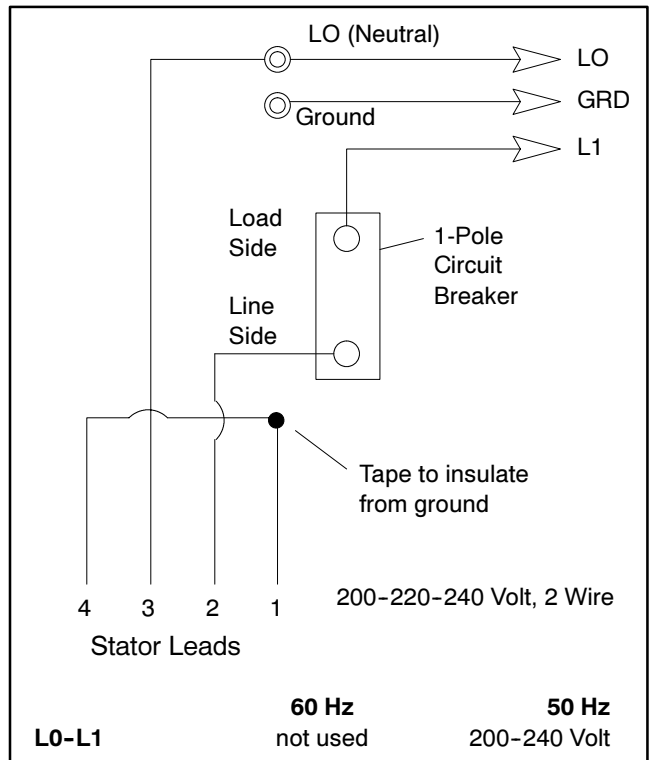 LO (Neutral)
LO
GRD
Ground
L1
Load
Side
1-Pole
Circuit
Breaker
Line
Side
Tape to insulate
from ground
4 3 2 1
200-220-240 Volt, 2 Wire
Stator Leads
60 Hz 50 Hz
L0-L1 not used 200-240 Volt